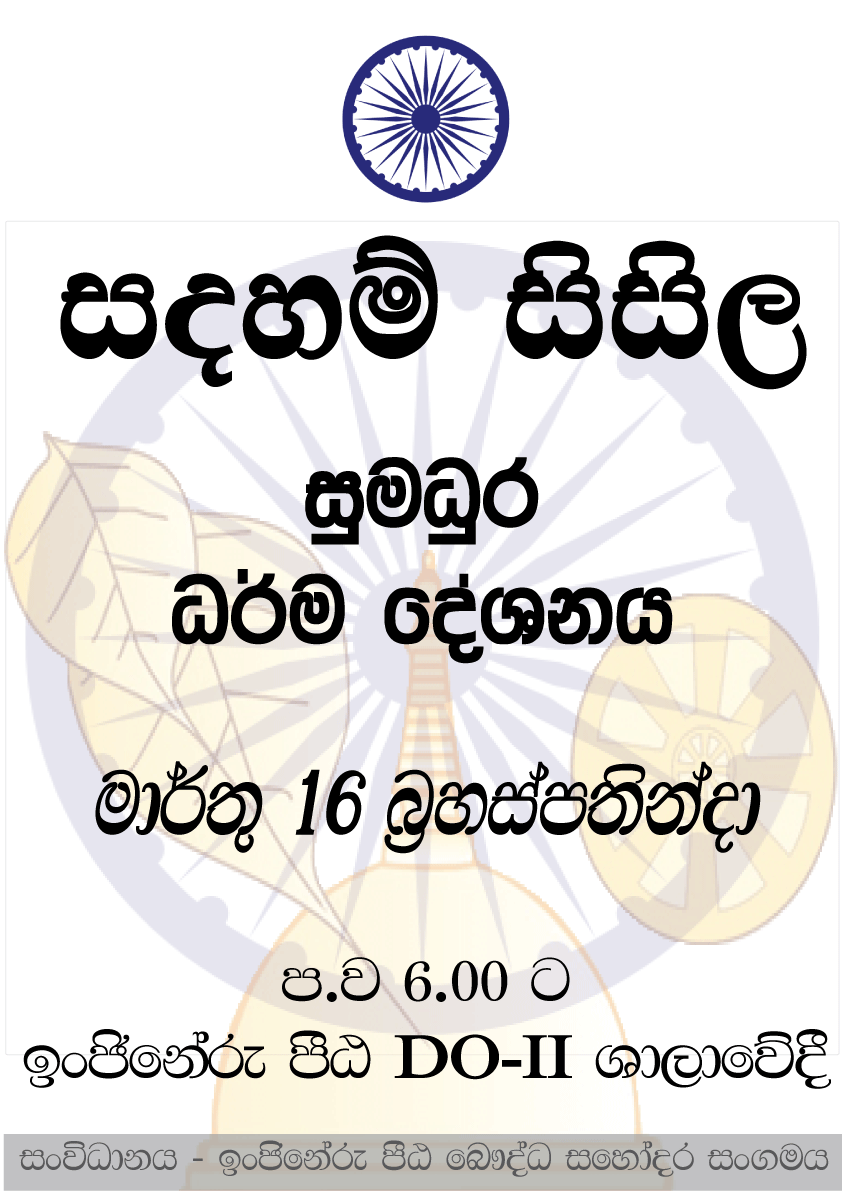 සදහම් සිසිල
සුමධුර
ධර්ම දේශනය
මාර්තු 16 බ්‍රහස්පතින්දා
ප.ව 6.00 ට
ඉංජිනේරු පීඨ DO-II ශාලාවේදී
සංවිධානය - ඉංජිනේරු පීඨ බෞද්ධ සහෝදර සංගමය